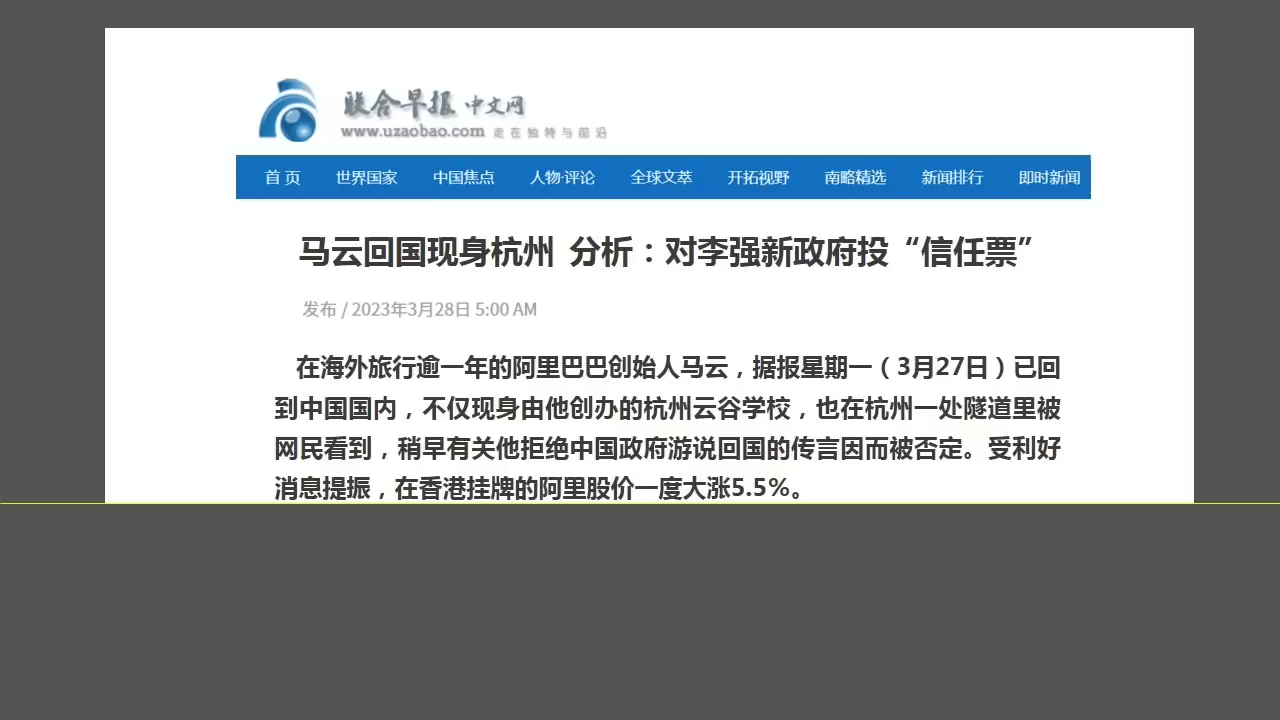 联合早报 中文网
www.uzaobao.com 走在独特与前沿
首 页 世界国家 中国焦点 人物·评论 全球文萃 开拓视野 南略精选 新闻排行 即时新闻
马云回国现身杭州 分析：对李强新政府投“信任票”
发布 / 2023年3月28日 5:00 AM
在海外旅行逾一年的阿里巴巴创始人马云，据报星期一（3月27日）已回
到中国国内，不仅现身由他创办的杭州云谷学校，也在杭州一处隧道里被
网民看到，稍早有关他拒绝中国政府游说回国的传言因而被否定。受利好
消息提振，在香港挂牌的阿里股价一度大涨5.5%。